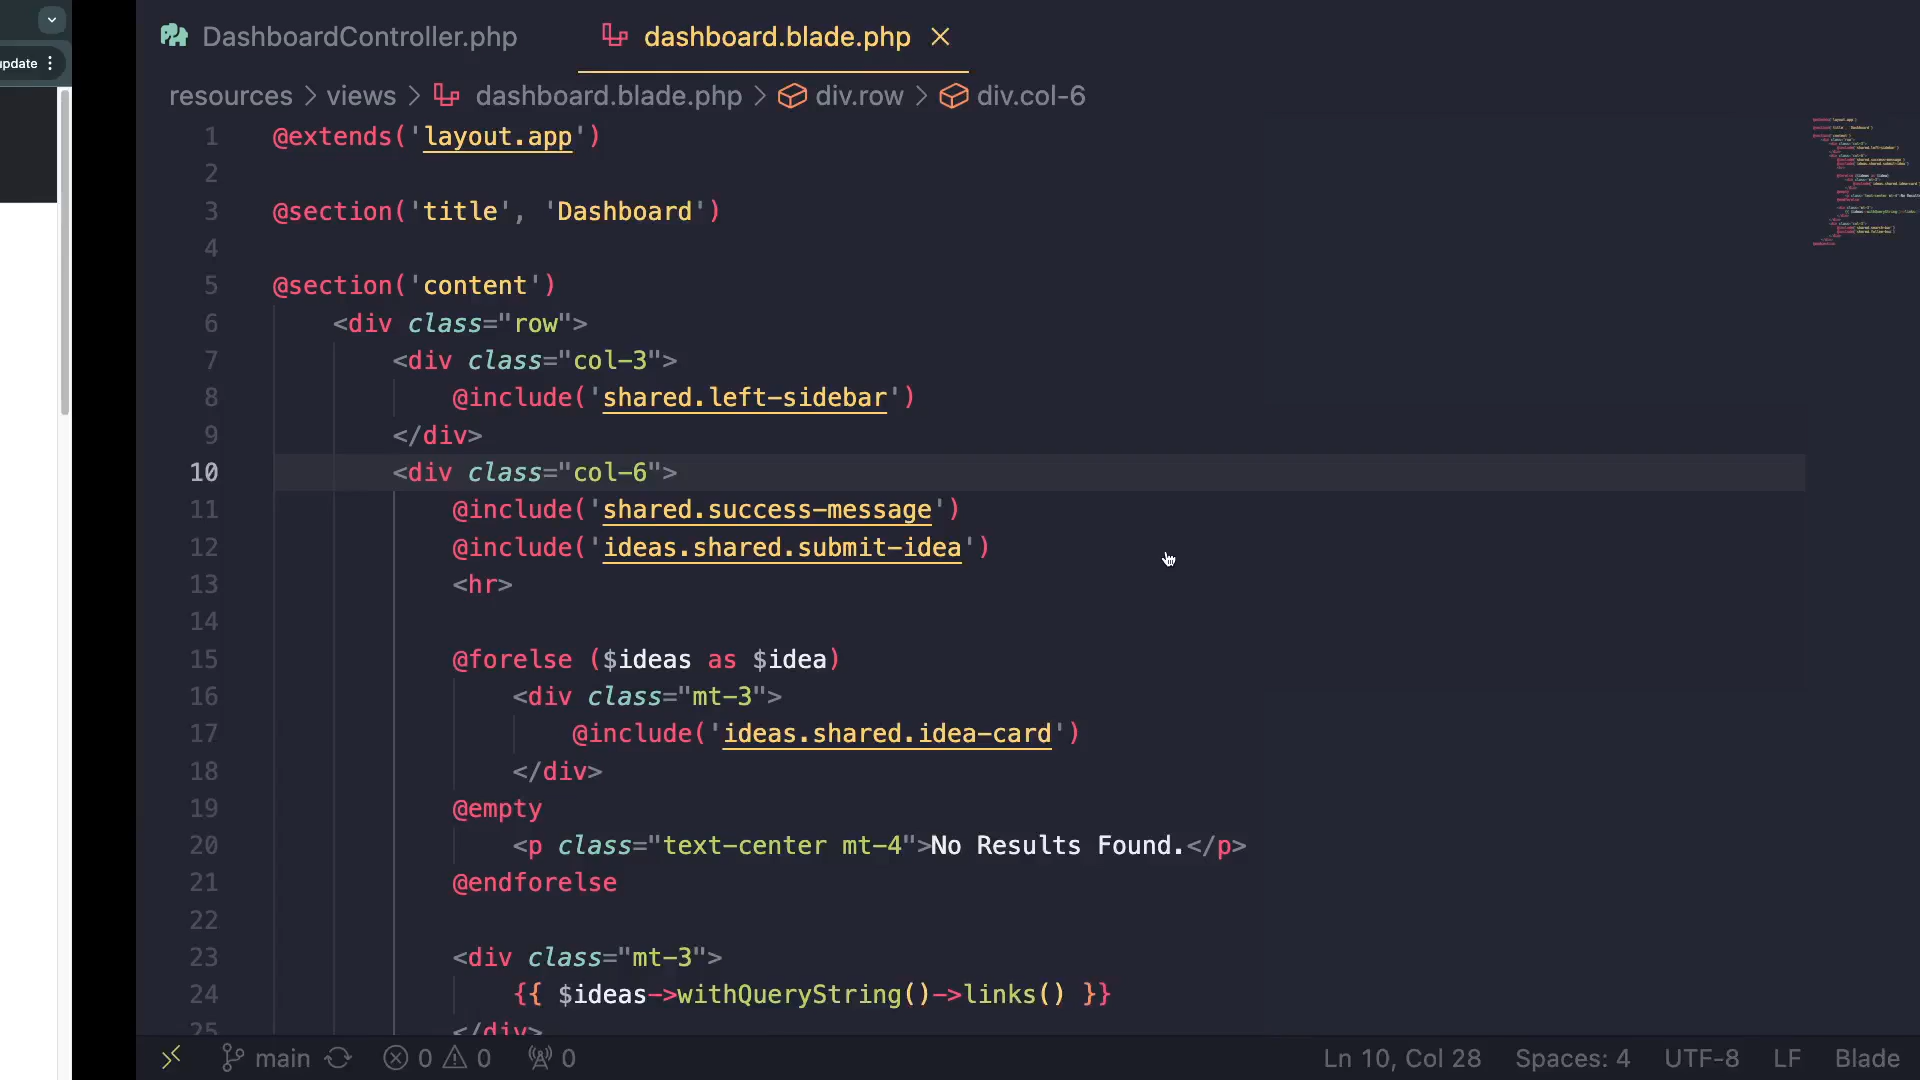 update
DashboardController.php
dashboard.blade.php
resources > views > dashboard.blade.php > div.row > div.col-6
1 @extends('layout.app')
2
3 @section('title', 'Dashboard')
4
5 @section('content')
6 <div class="row">
7 <div class="col-3">
8 @include('shared.left-sidebar')
9 </div>
10 <div class="col-6">
11 @include('shared.success-message')
12 @include('ideas.shared.submit-idea')
13 <hr>
14
15 @forelse ($ideas as $idea)
16 <div class="mt-3">
17 @include('ideas.shared.idea-card')
18 </div>
19 @empty
20 <p class="text-center mt-4">No Results Found.</p>
21 @endforelse
22
23 <div class="mt-3">
24 {{ $ideas->withQueryString()->links() }}
25 </div>
main 0 0 0 Ln 10, Col 28 Spaces: 4 UTF-8 LF Blade